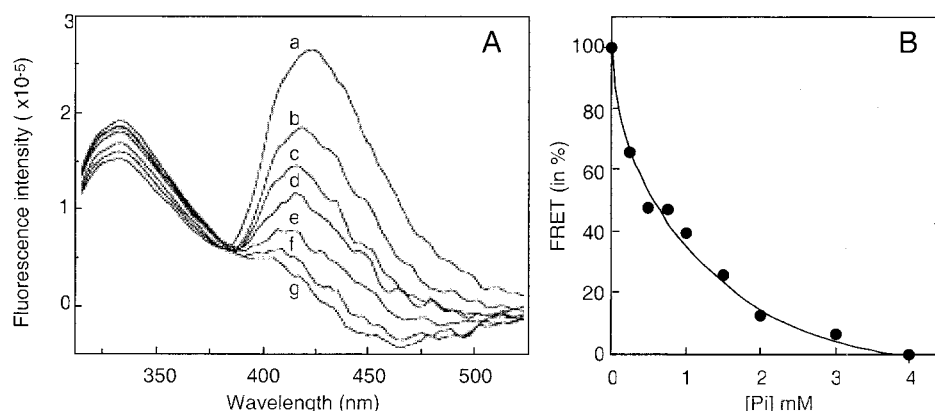 A
Fluorescence intensity ( x10-5)
3
2
1
0
a
b
c
d
e
f
g
350
400
450
500
Wavelength (nm)
B
FRET (in %)
100
80
60
40
20
0
0
1
2
3
4
[Pi] mM